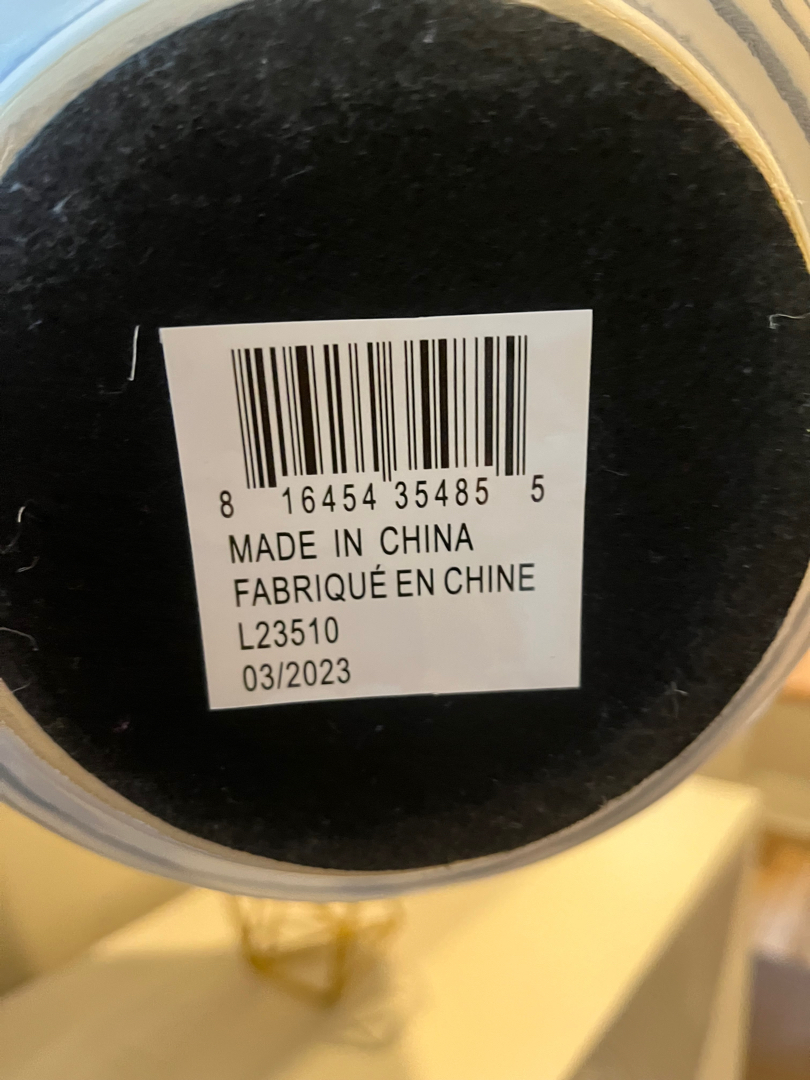 8 16454 35485 5
MADE IN CHINA
FABRIQUÉ EN CHINE
L23510
03/2023